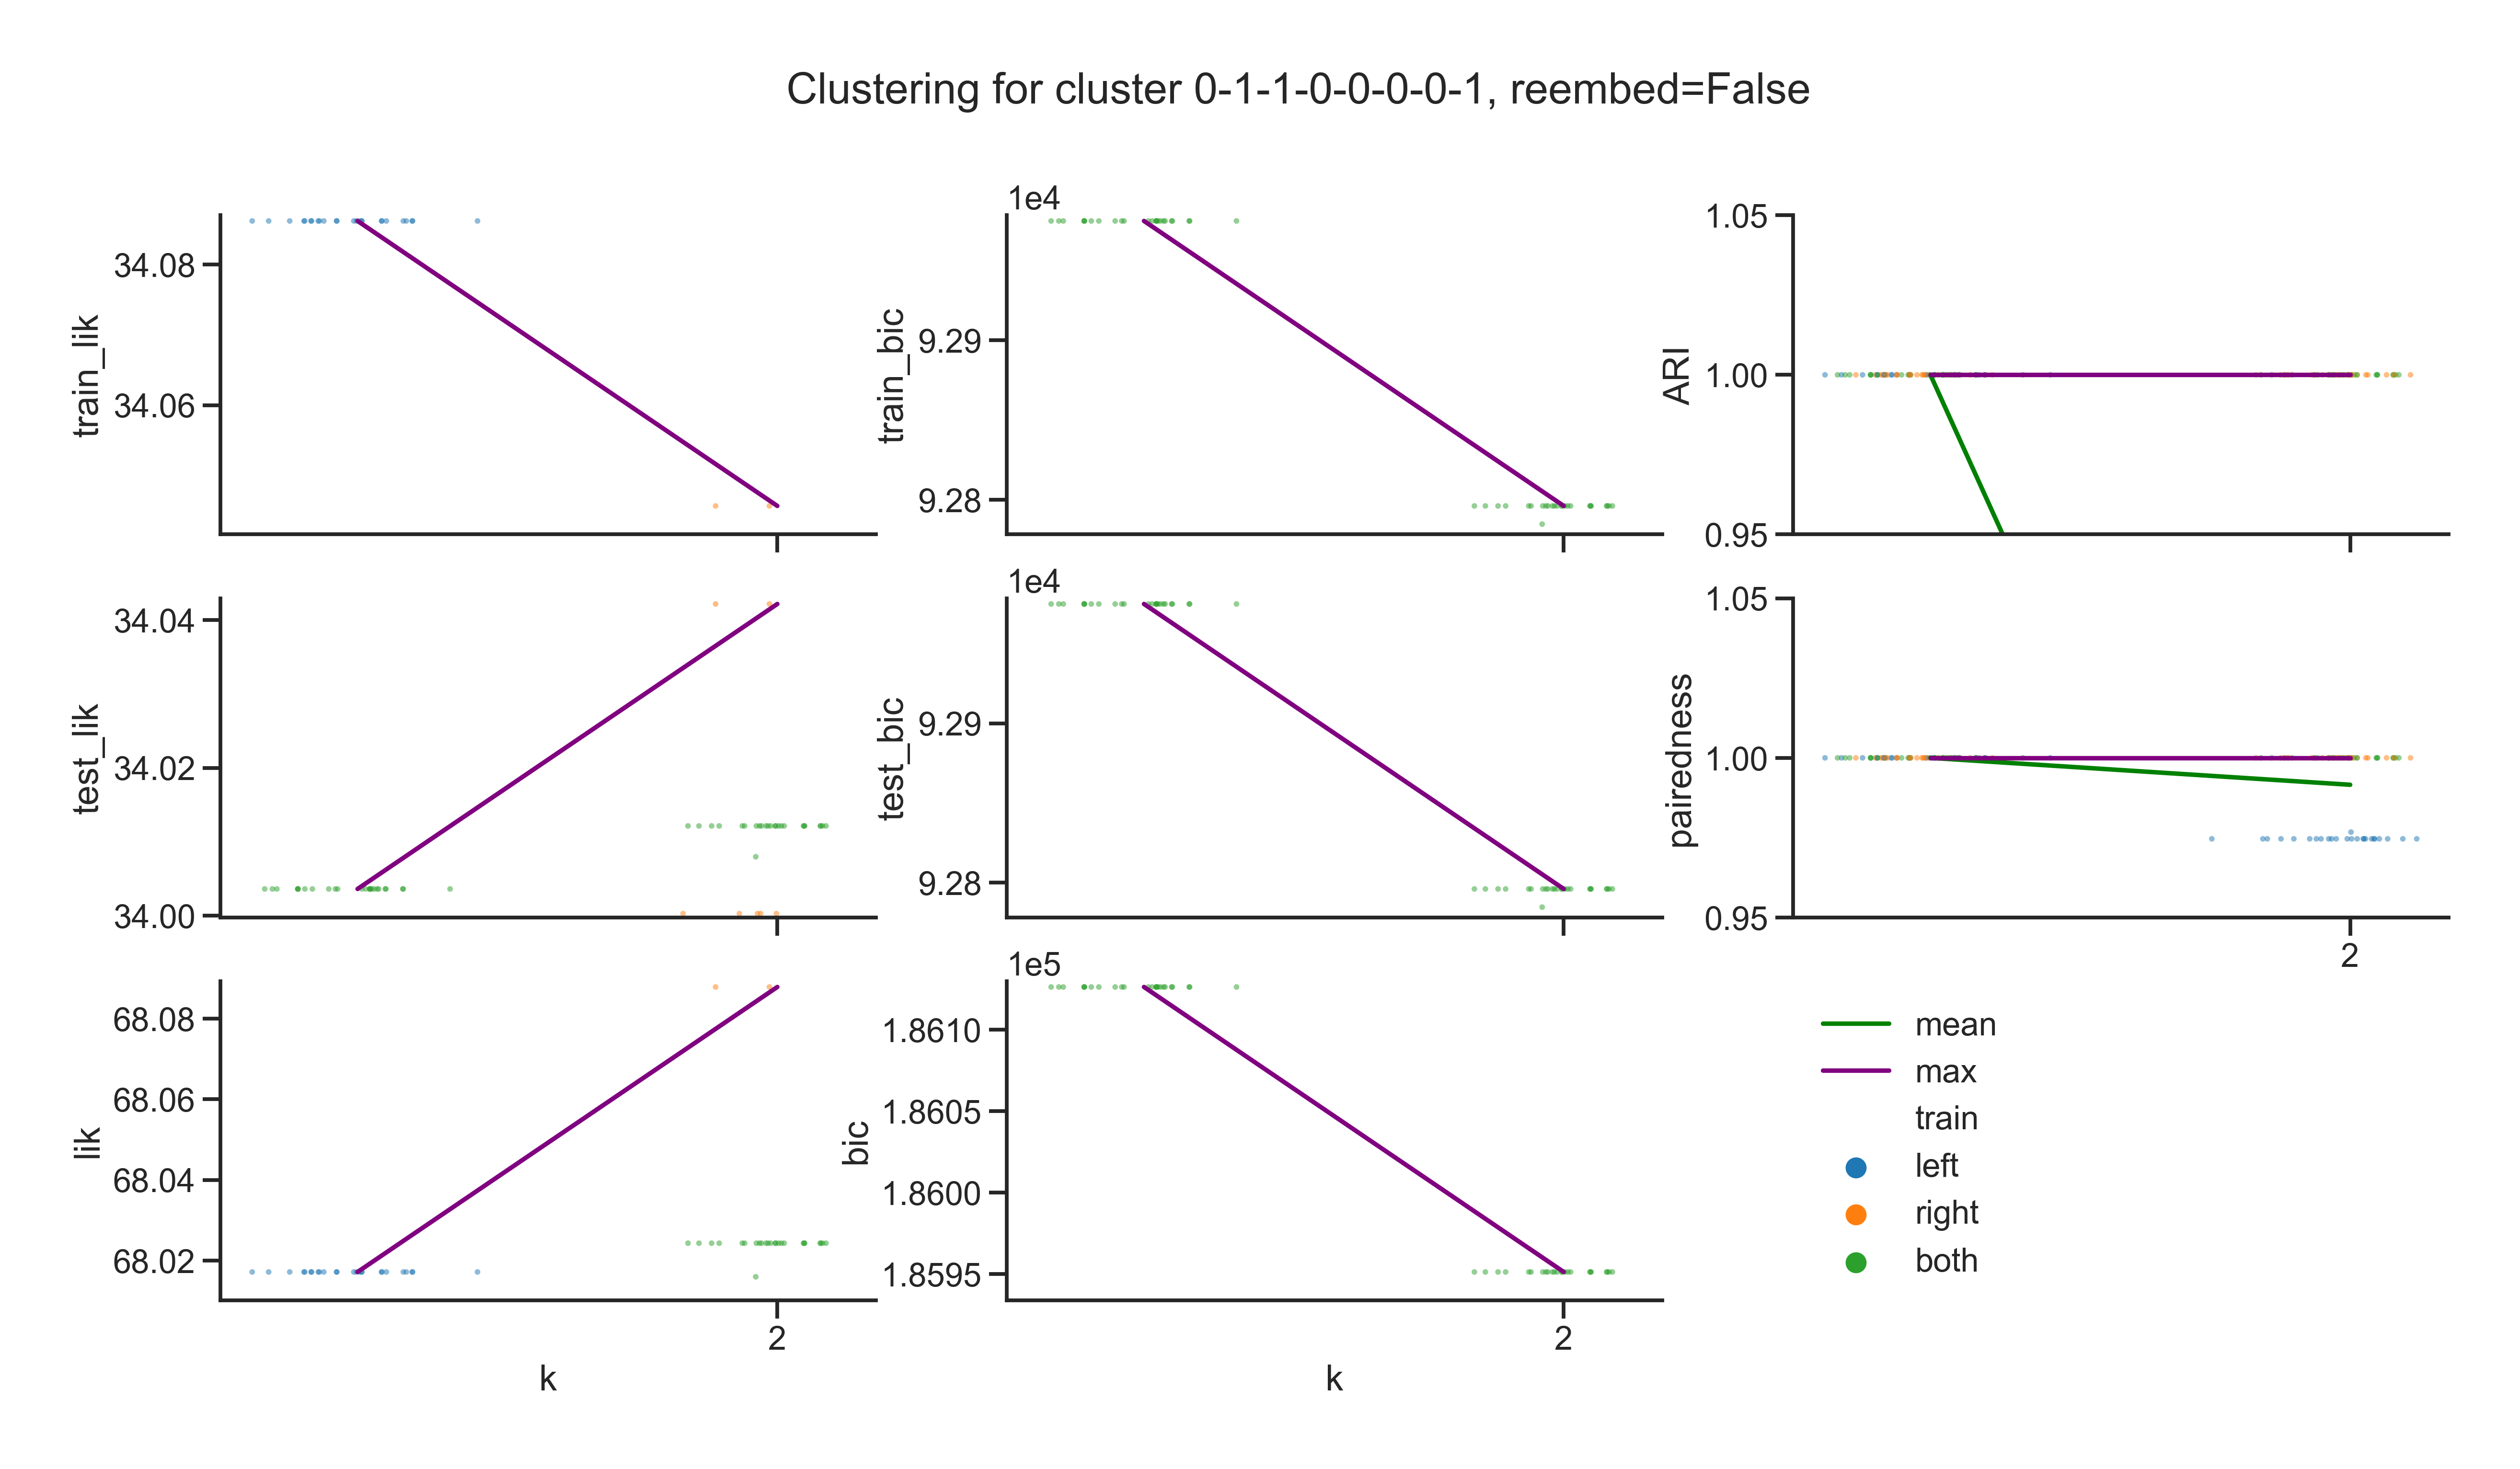 Clustering for cluster 0-1-1-0-0-0-0-1, reembed=False
train_lik
34.08
34.06
1e4
train_bic
9.29
9.28
ARI
1.05
1.00
0.95
test_lik
34.04
34.02
34.00
1e4
test_bic
9.29
9.28
pairedness
1.05
1.00
0.95
2
lik
68.08
68.06
68.04
68.02
2
k
1e5
bic
1.8610
1.8605
1.8600
1.8595
2
k
mean
max
train
left
right
both